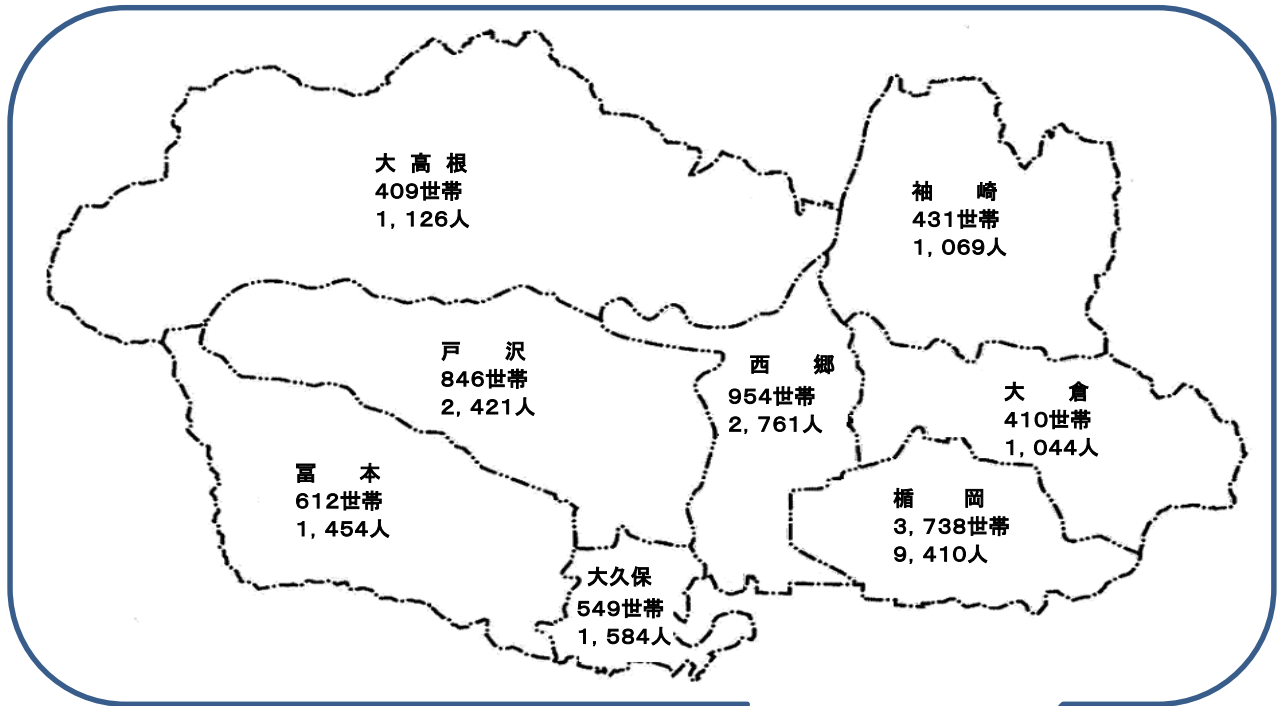 大 高 根
409世帯
1, 126人
袖　　崎
431世帯
1, 069人
戸　　沢
846世帯
2, 421人
西　　郷
954世帯
2, 761人
大　　倉
410世帯
1, 044人
冨　　本
612世帯
1, 454人
楯　　岡
3, 738世帯
9, 410人
大久保
549世帯
1, 584人